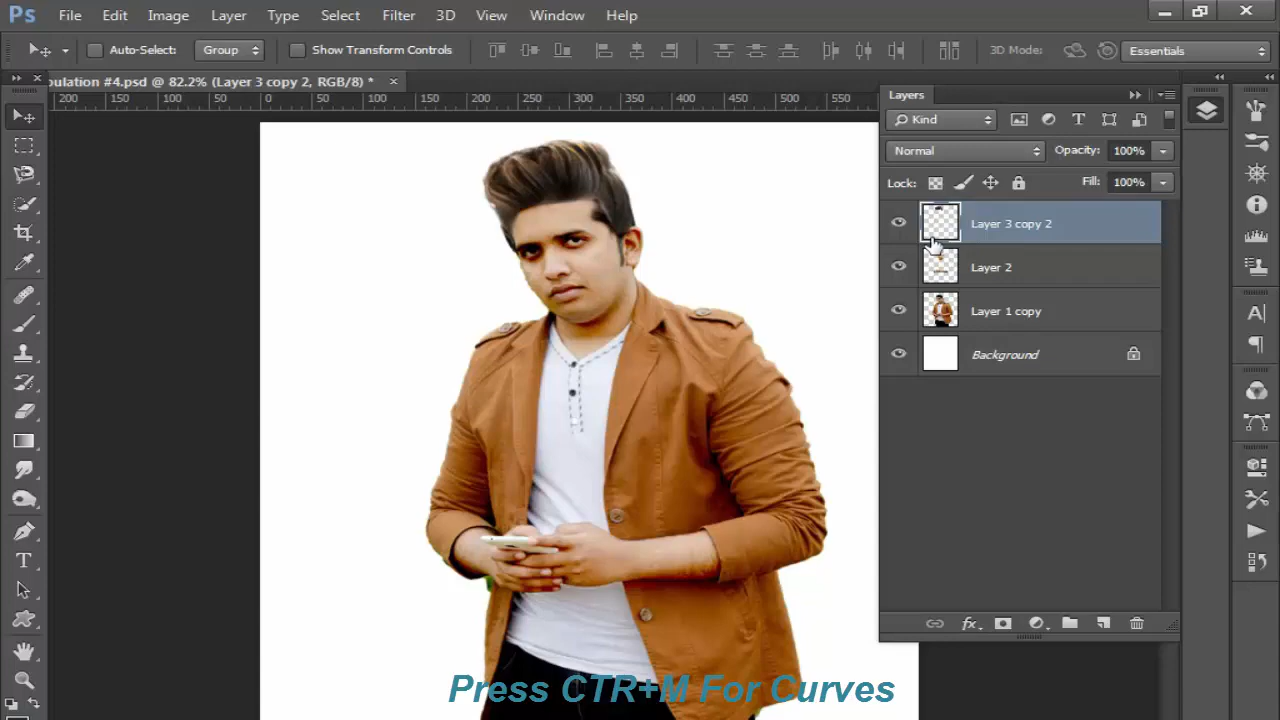 Ps File Edit Image Layer Type Select Filter 3D View Window Help
Auto-Select: Group Show Transform Controls 3D Mode: Essentials
pulation #4.psd @ 82.2% (Layer 3 copy 2, RGB/8) *
200 150 100 50 0 50 100 150 200 250 300 350 400 450 500 550
Layers
Kind
Normal Opacity: 100%
Lock: Fill: 100%
Layer 3 copy 2
Layer 2
Layer 1 copy
Background
Press CTR+M For Curves